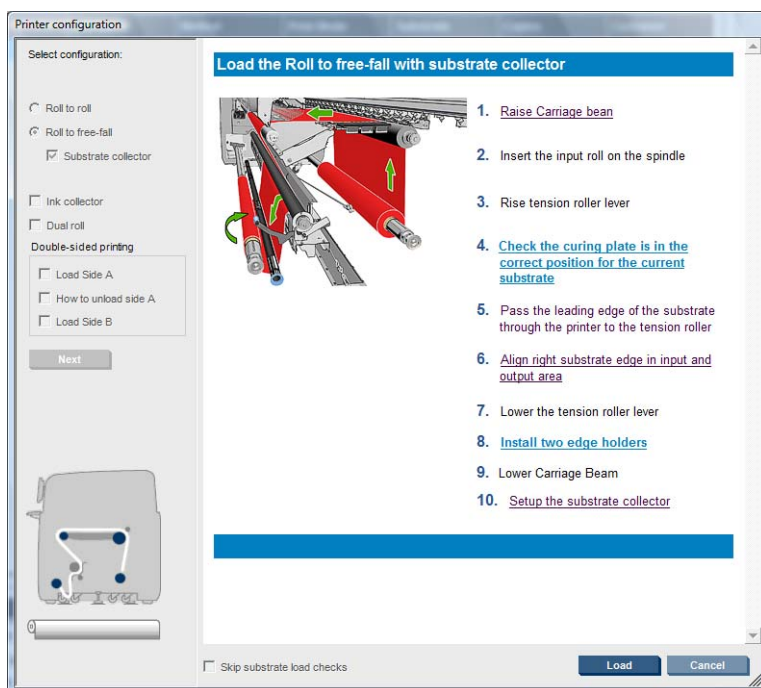 Printer configuration
Select configuration:
Roll to roll
Roll to free-fall
Substrate collector
Ink collector
Dual roll
Double-sided printing
Load Side A
How to unload side A
Load Side B
Next
Load the Roll to free-fall with substrate collector
1. Raise Carriage bean
2. Insert the input roll on the spindle
3. Rise tension roller lever
4. Check the curing plate is in the
correct position for the current
substrate
5. Pass the leading edge of the substrate
through the printer to the tension roller
6. Align right substrate edge in input and
output area
7. Lower the tension roller lever
8. Install two edge holders
9. Lower Carriage Beam
10. Setup the substrate collector
Skip substrate load checks
Load
Cancel